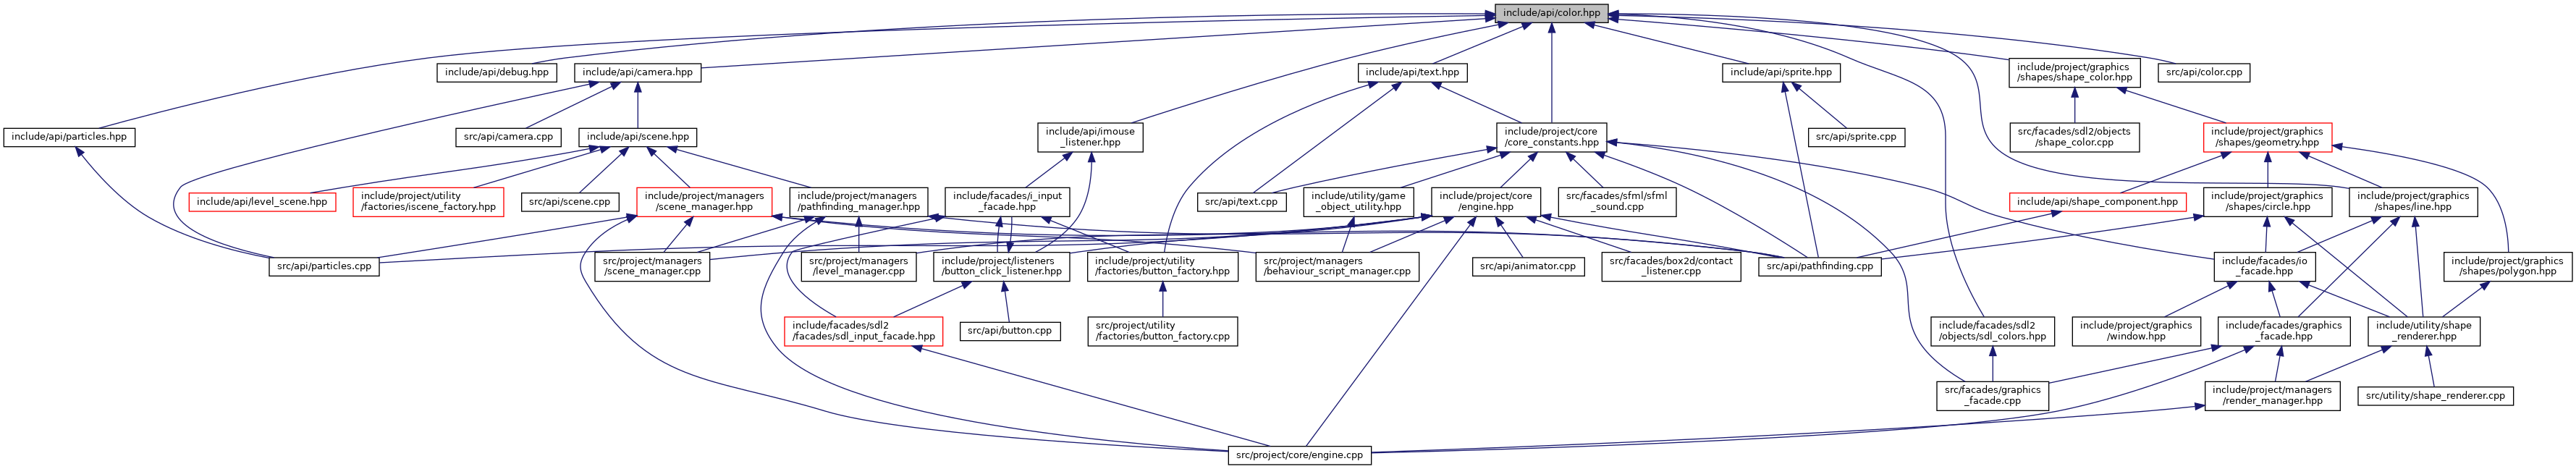 include/api/color.hpp
include/api/debug.hpp
include/api/camera.hpp
include/api/text.hpp
include/api/sprite.hpp
include/project/graphics
/shapes/shape_color.hpp
src/api/color.cpp
include/api/particles.hpp
src/api/camera.cpp
include/api/scene.hpp
include/api/imouse
_listener.hpp
include/project/core
/core_constants.hpp
src/api/sprite.cpp
src/facades/sdl2/objects
/shape_color.cpp
include/project/graphics
/shapes/geometry.hpp
include/api/level_scene.hpp
include/project/utility
/factories/iscene_factory.hpp
src/api/scene.cpp
include/project/managers
/scene_manager.hpp
include/project/managers
/pathfinding_manager.hpp
include/facades/i_input
_facade.hpp
src/api/text.cpp
include/utility/game
_object_utility.hpp
include/project/core
/engine.hpp
src/facades/sfml/sfml
_sound.cpp
include/api/shape_component.hpp
include/project/graphics
/shapes/circle.hpp
include/project/graphics
/shapes/line.hpp
src/api/particles.cpp
src/project/managers
/scene_manager.cpp
src/project/managers
/level_manager.cpp
include/project/listeners
/button_click_listener.hpp
include/project/utility
/factories/button_factory.hpp
src/project/managers
/behaviour_script_manager.cpp
src/api/animator.cpp
src/facades/box2d/contact
_listener.cpp
src/api/pathfinding.cpp
include/facades/io
_facade.hpp
include/project/graphics
/shapes/polygon.hpp
include/facades/sdl2
/facades/sdl_input_facade.hpp
src/api/button.cpp
src/project/utility
/factories/button_factory.cpp
include/facades/sdl2
/objects/sdl_colors.hpp
include/project/graphics
/window.hpp
include/facades/graphics
_facade.hpp
include/utility/shape
_renderer.hpp
src/facades/graphics
_facade.cpp
include/project/managers
/render_manager.hpp
src/utility/shape_renderer.cpp
src/project/core/engine.cpp